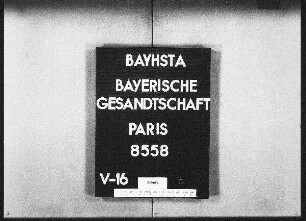 BAYHSTA
BAYERISCHE
GESANDTSCHAFT
PARIS
8558
V-16